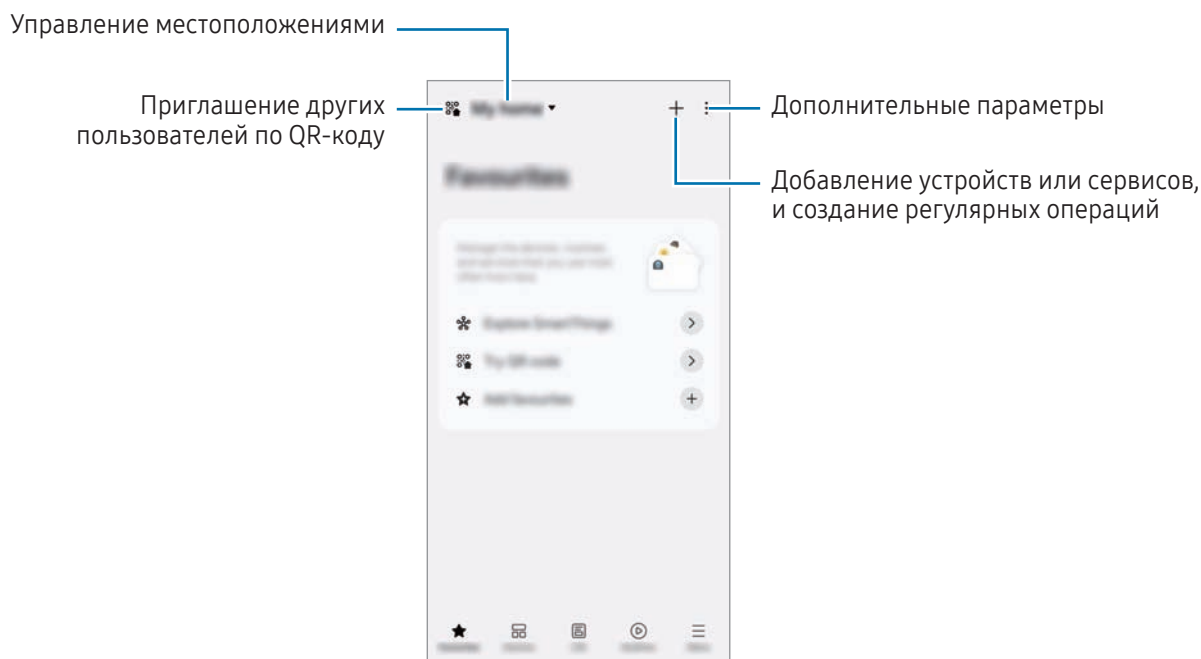 Управление местоположениями
Приглашение других
пользователей по QR-коду
My home
Дополнительные параметры
Добавление устройств или сервисов,
и создание регулярных операций
Favourites
Explore SmartThings
Try QR code
Add favourites